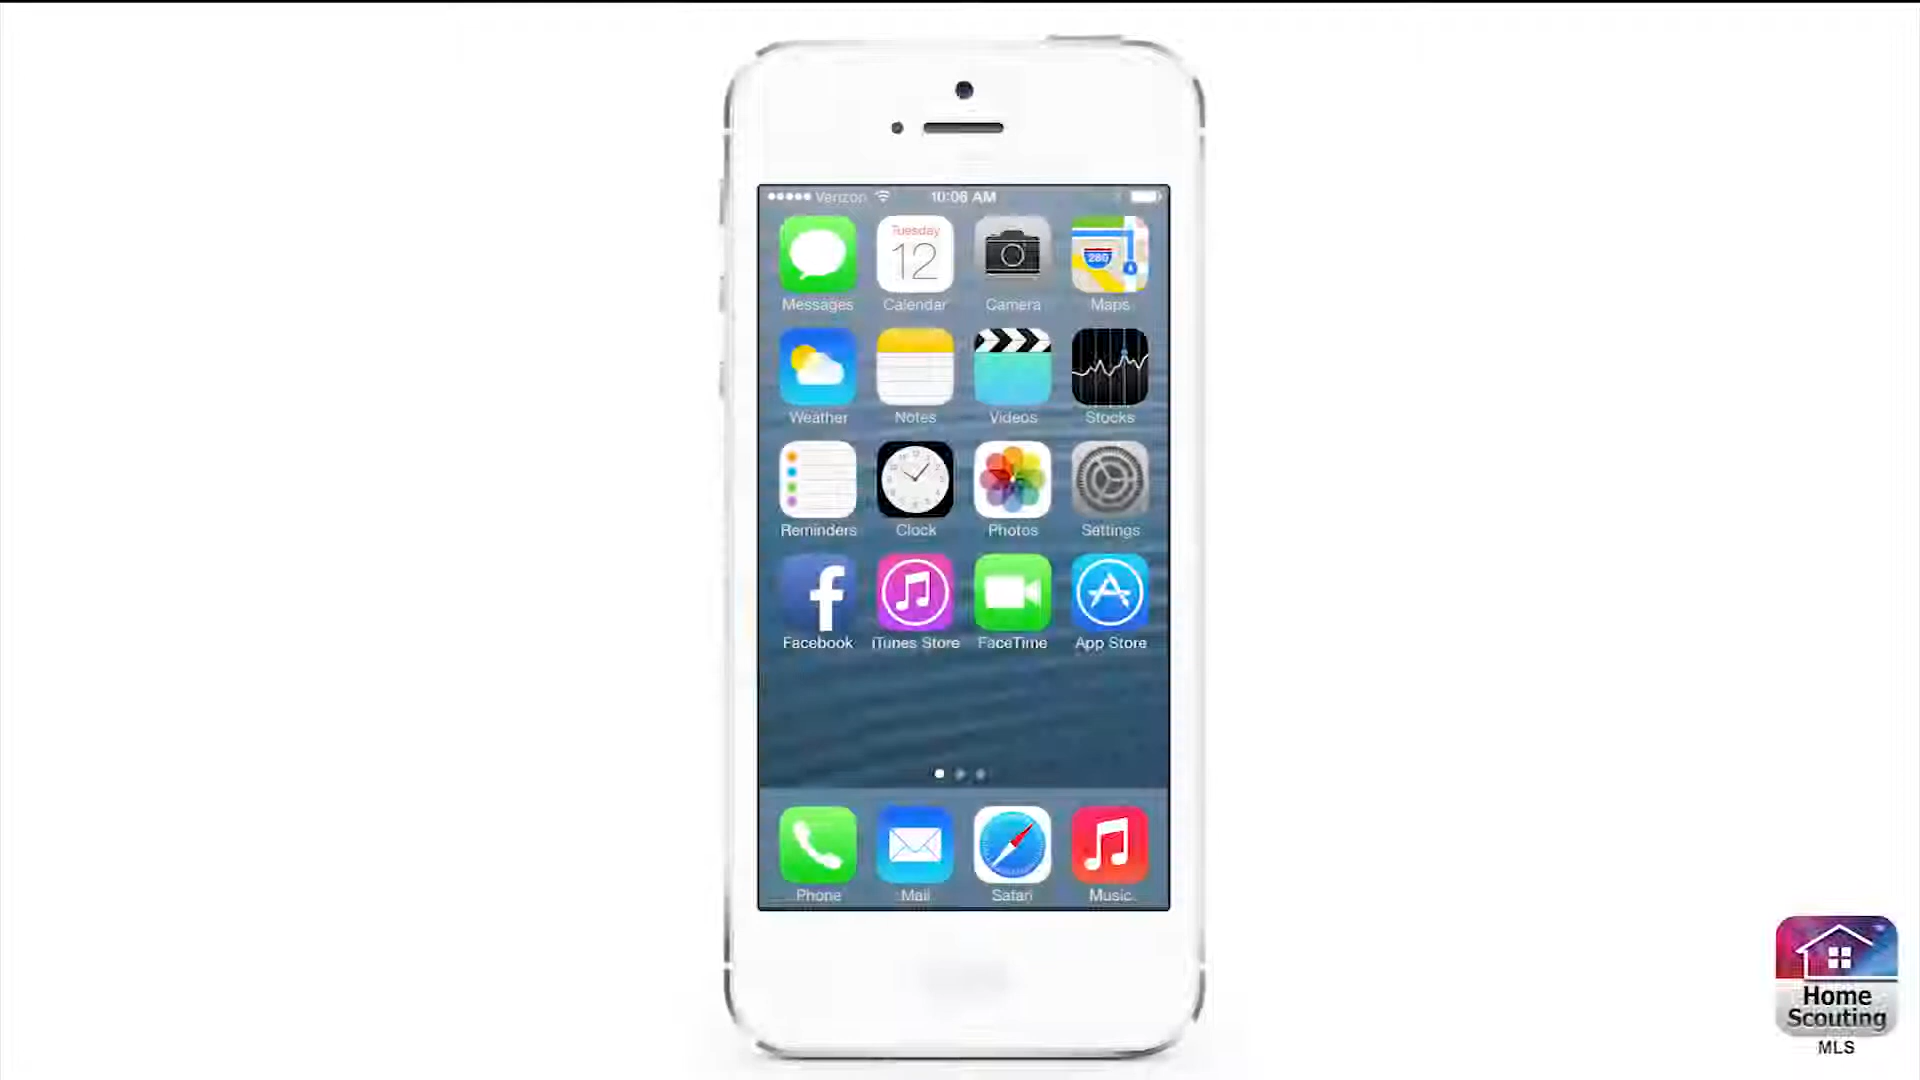 Verizon 10:06 AM
Tuesday
12
280
Messages Calendar Camera Maps
Weather Notes Videos Stocks
Reminders Clock Photos Settings
f
Facebook iTunes Store FaceTime App Store
Phone Mail Safari Music
Home
Scouting
MLS